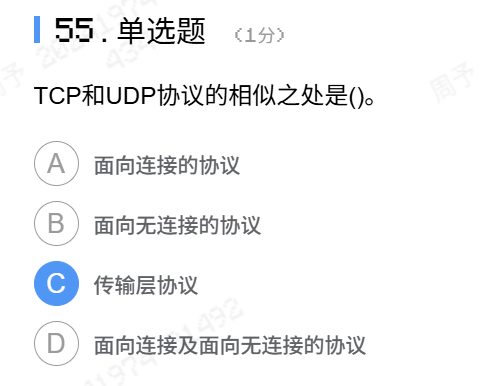 55.单选题 (1分)
TCP和UDP协议的相似之处是()。
A 面向连接的协议
B 面向无连接的协议
C 传输层协议
D 面向连接及面向无连接的协议
周予